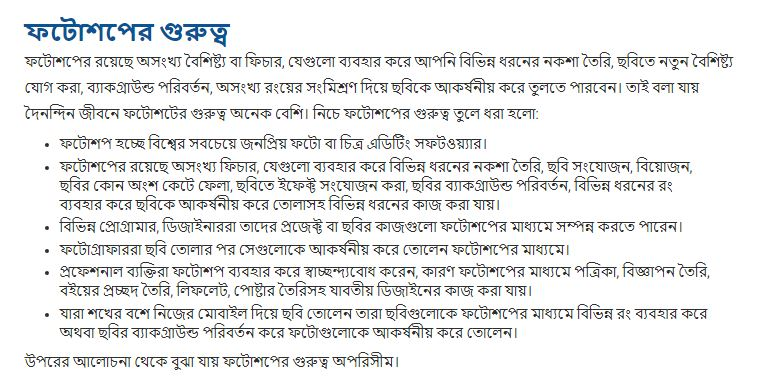 ফটোশপের গুরুত্ব
ফটোশপের রয়েছে অসংখ্য বৈশিষ্ট্য বা ফিচার, যেগুলো ব্যবহার করে আপনি বিভিন্ন ধরনের নকশা তৈরি, ছবিতে নতুন বৈশিষ্ট্য
যোগ করা, ব্যাকগ্রাউন্ড পরিবর্তন, অসংখ্য রংয়ের সংমিশ্রণ দিয়ে ছবিকে আকর্ষনীয় করে তুলতে পারবেন। তাই বলা যায়
দৈনন্দিন জীবনে ফটোশটের গুরুত্ব অনেক বেশি। নিচে ফটোশপের গুরুত্ব তুলে ধরা হলো:
• ফটোশপ হচ্ছে বিশ্বের সবচেয়ে জনপ্রিয় ফটো বা চিত্র এডিটিং সফটওয়্যার।
• ফটোশপের রয়েছে অসংখ্য ফিচার, যেগুলো ব্যবহার করে বিভিন্ন ধরনের নকশা তৈরি, ছবি সংযোজন, বিয়োজন,
ছবির কোন অংশ কেটে ফেলা, ছবিতে ইফেক্ট সংযোজন করা, ছবির ব্যাকগ্রাউন্ড পরিবর্তন, বিভিন্ন ধরনের রং
ব্যবহার করে ছবিকে আকর্ষনীয় করে তোলাসহ বিভিন্ন ধরনের কাজ করা যায়।
• বিভিন্ন প্রোগ্রামার, ডিজাইনাররা তাদের প্রজেক্ট বা ছবির কাজগুলো ফটোশপের মাধ্যমে সম্পন্ন করতে পারেন।
• ফটোগ্রাফাররা ছবি তোলার পর সেগুলোকে আকর্ষনীয় করে তোলেন ফটোশপের মাধ্যমে।
• প্রফেশনাল ব্যক্তিরা ফটোশপ ব্যবহার করে স্বাচ্ছন্দ্যবোধ করেন, কারণ ফটোশপের মাধ্যমে পত্রিকা, বিজ্ঞাপন তৈরি,
বইয়ের প্রচ্ছদ তৈরি, লিফলেট, পোষ্টার তৈরিসহ যাবতীয় ডিজাইনের কাজ করা যায়।
• যারা শখের বশে নিজের মোবাইল দিয়ে ছবি তোলেন তারা ছবিগুলোকে ফটোশপের মাধ্যমে বিভিন্ন রং ব্যবহার করে
অথবা ছবির ব্যাকগ্রাউন্ড পরিবর্তন করে ফটোগুলোকে আকর্ষনীয় করে তোলেন।
উপরের আলোচনা থেকে বুঝা যায় ফটোশপের গুরুত্ব অপরিসীম।